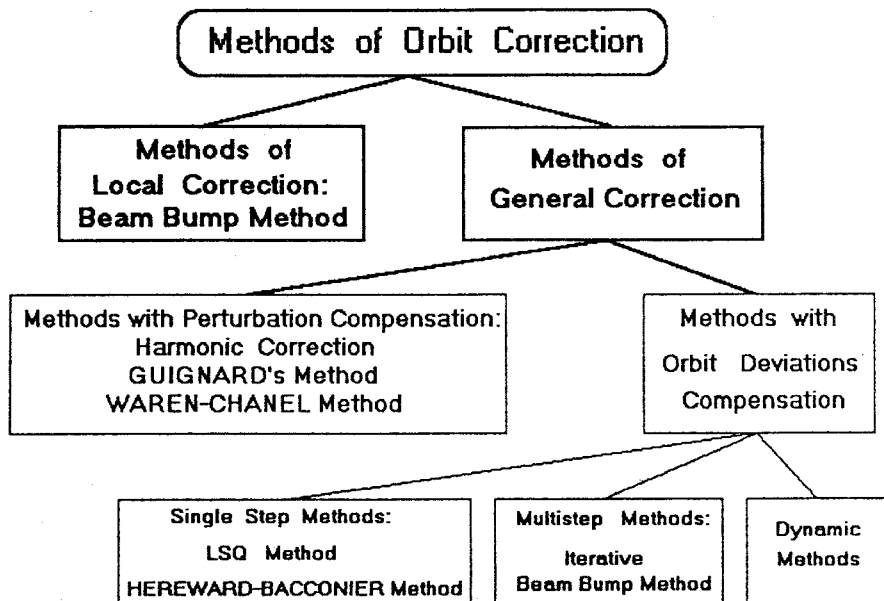 Methods of Orbit Correction
Methods of
Local Correction:
Beam Bump Method
Methods of
General Correction
Methods with Perturbation Compensation:
Harmonic Correction
GUIGNARD's Method
WAREN-CHANEL Method
Methods with
Orbit Deviations
Compensation
Single Step Methods:
LSQ Method
HEREWARD-BACCONIER Method
Multistep Methods:
Iterative
Beam Bump Method
Dynamic
Methods